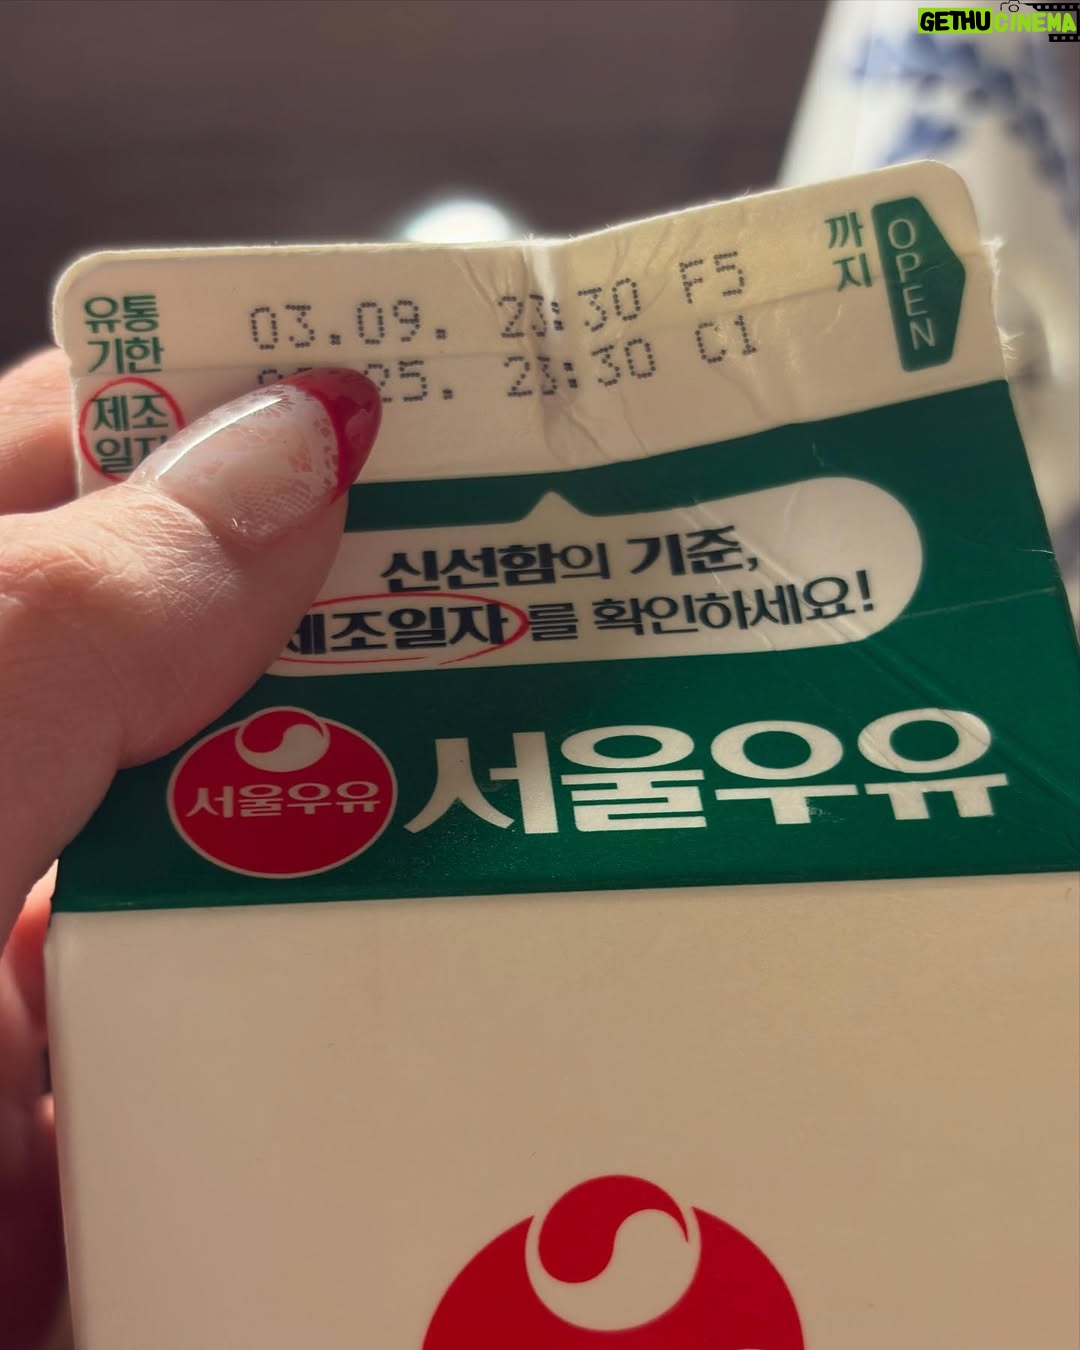 GETHUCINEMA
유통
기한
03.09. 23:30 F5
까
지
OPEN
제조
25. 23:30 C1
신선함의 기준,
제조일자를 확인하세요!
서울우유
서울우유